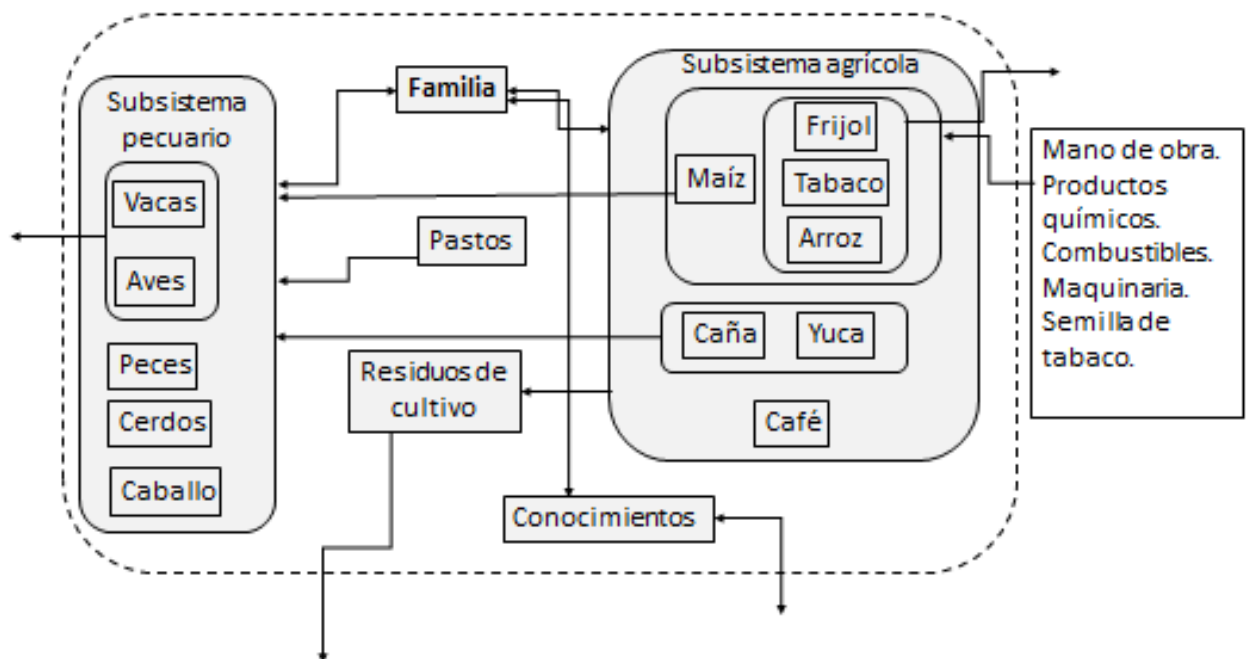 Subsistema
pecuario
Vacas
Aves
Peces
Cerdos
Caballo
Familia
Pastos
Residuos de
cultivo
Conocimientos
Subsistema agrícola
Maíz
Frijol
Tabaco
Arroz
Caña
Yuca
Café
Mano de obra.
Productos
químicos.
Combustibles.
Maquinaria.
Semilla de
tabaco.